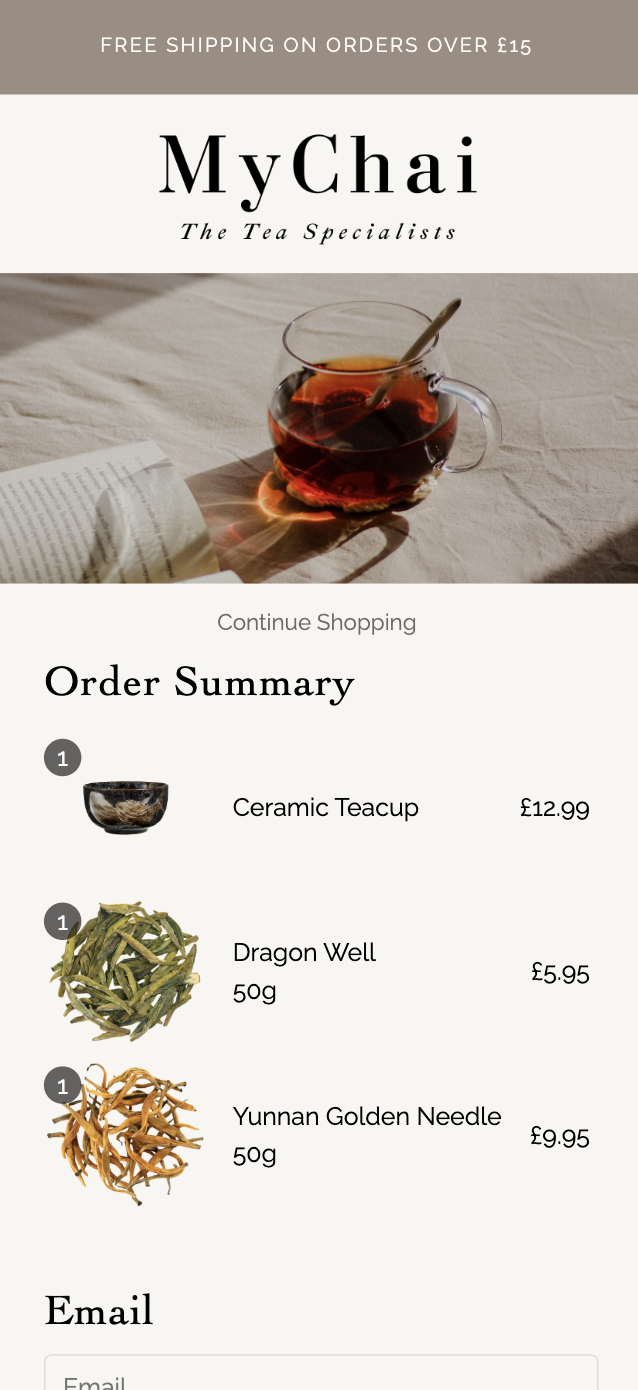 FREE SHIPPING ON ORDERS OVER £15
MyChai
The Tea Specialists
Continue Shopping
Order Summary
1
Ceramic Teacup
£12.99
1
Dragon Well
50g
£5.95
1
Yunnan Golden Needle
50g
£9.95
Email
Email